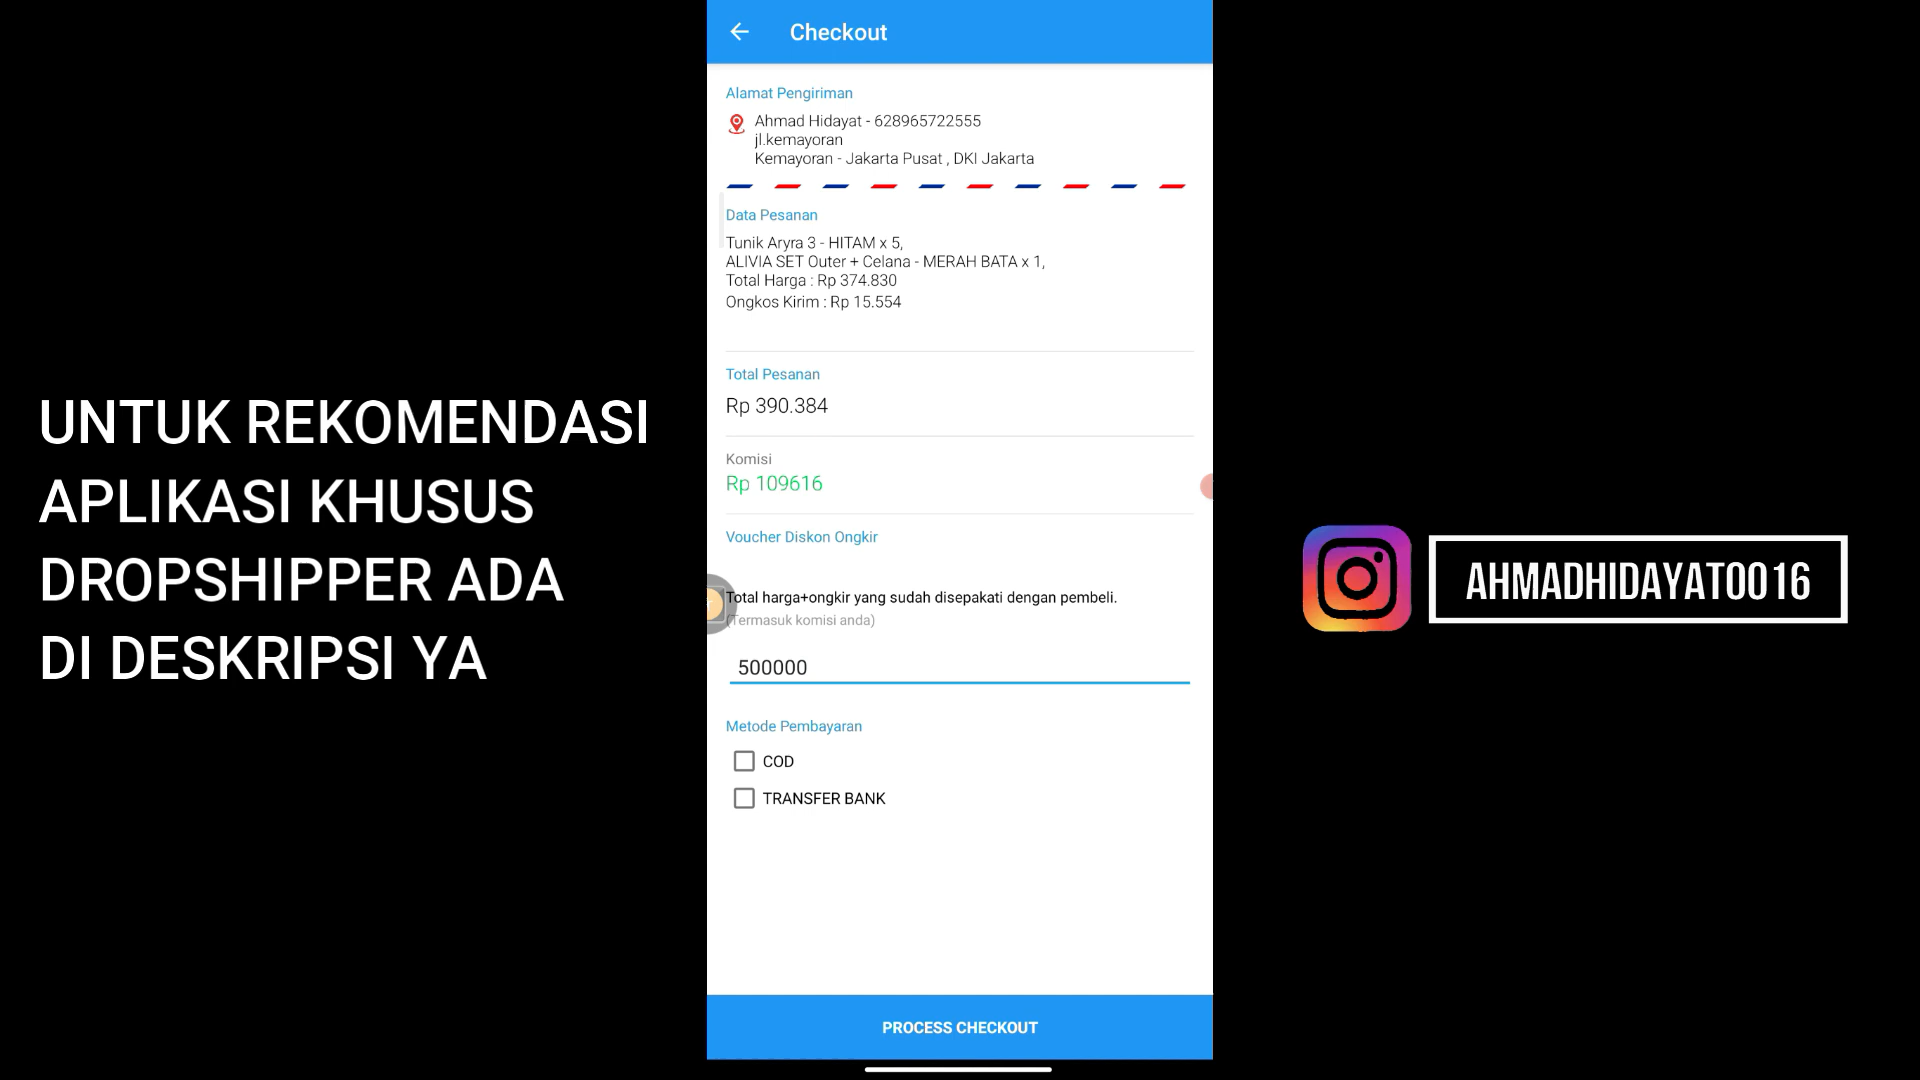 UNTUK REKOMENDASI
APLIKASI KHUSUS
DROPSHIPPER ADA
DI DESKRIPSI YA
Checkout
Alamat Pengiriman
Ahmad Hidayat - 628965722555
jl.kemayoran
Kemayoran - Jakarta Pusat , DKI Jakarta
Data Pesanan
Tunik Aryra 3 - HITAM x 5,
ALIVIA SET Outer + Celana - MERAH BATA x 1,
Total Harga : Rp 374.830
Ongkos Kirim : Rp 15.554
Total Pesanan
Rp 390.384
Komisi
Rp 109616
Voucher Diskon Ongkir
Total harga+ongkir yang sudah disepakati dengan pembeli.
(Termasuk komisi anda)
500000
Metode Pembayaran
COD
TRANSFER BANK
PROCESS CHECKOUT
AHMADHIDAYAT0016